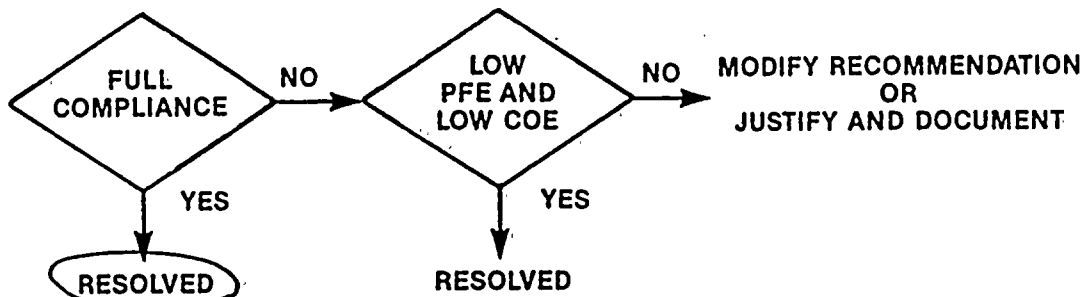 FULL
COMPLIANCE
NO
LOW
PFE AND
LOW COE
NO
MODIFY RECOMMENDATION
OR
JUSTIFY AND DOCUMENT
YES
YES
RESOLVED
RESOLVED